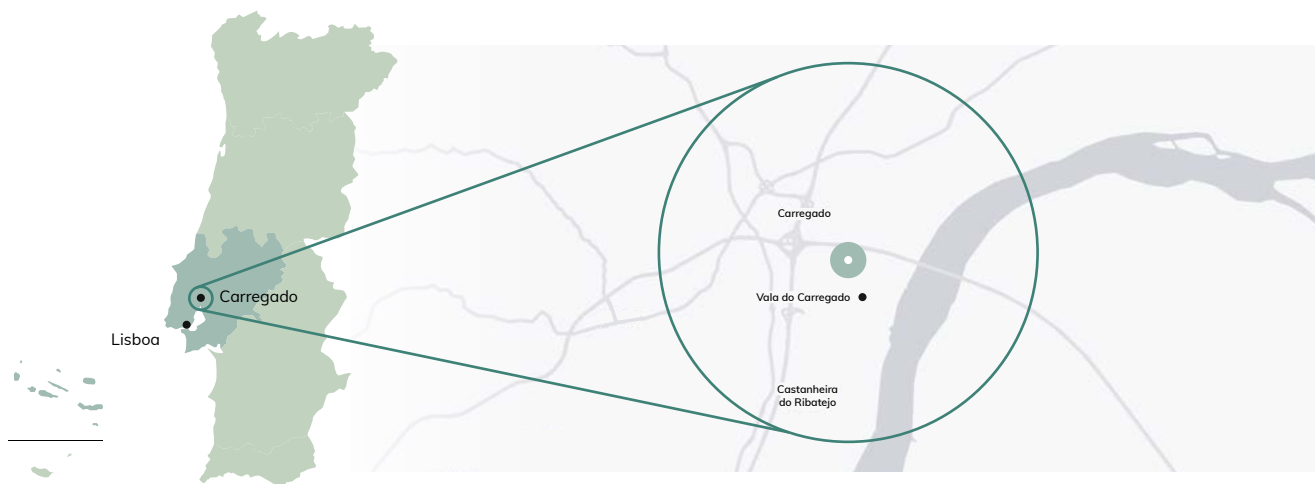 Carregado
Lisboa
Carregado
Vala do Carregado
Castanheira
do Ribatejo